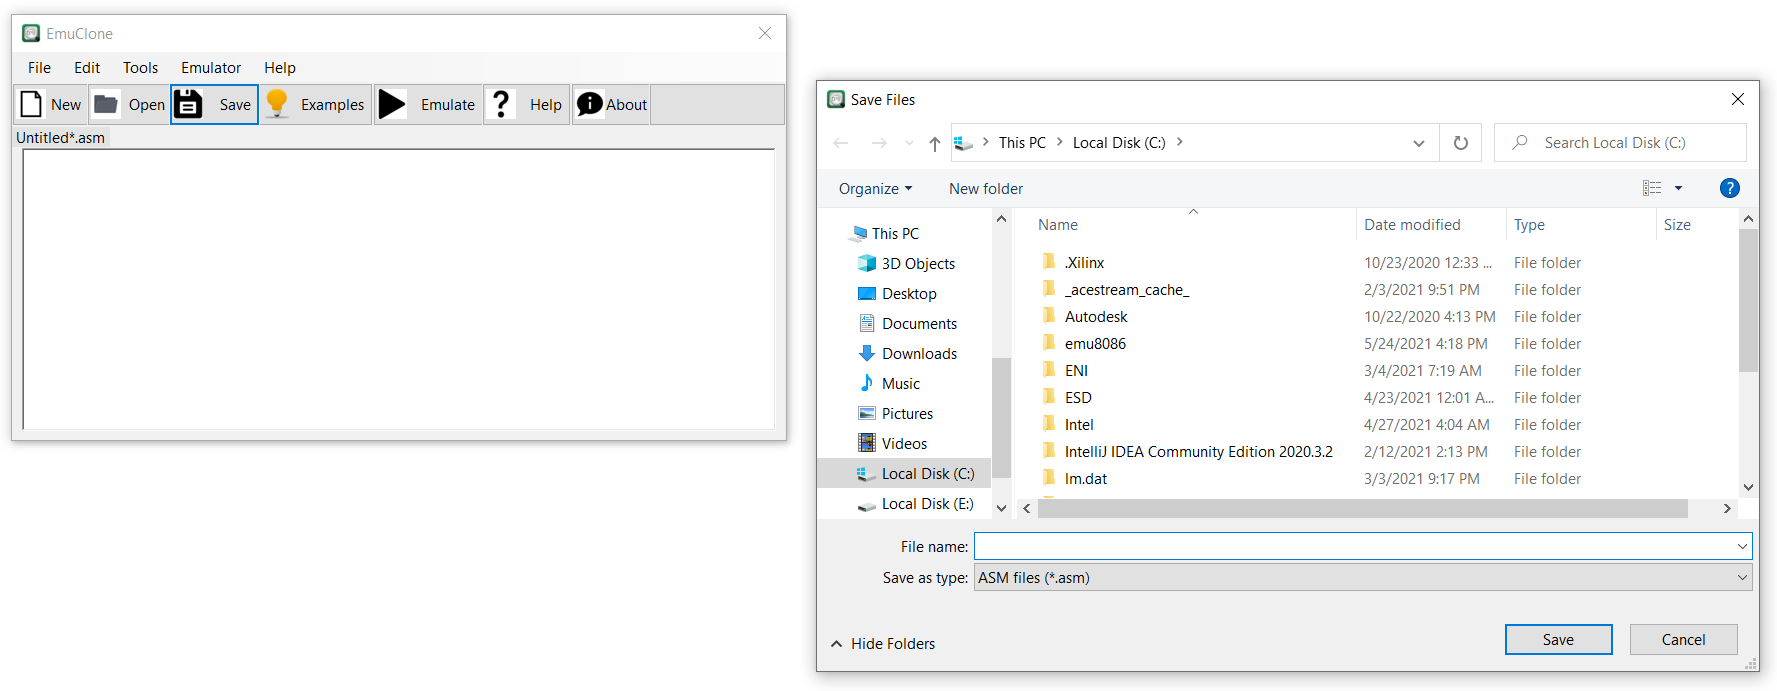 EmuClone
File Edit Tools Emulator Help
New Open Save Examples Emulate Help About
Untitled*.asm
Save Files
This PC Local Disk (C:) Search Local Disk (C:)
Organize New folder
This PC
3D Objects
Desktop
Documents
Downloads
Music
Pictures
Videos
Local Disk (C:)
Local Disk (E:)
Name Date modified Type Size
.Xilinx 10/23/2020 12:33 ... File folder
_acestream_cache_ 2/3/2021 9:51 PM File folder
Autodesk 10/22/2020 4:13 PM File folder
emu8086 5/24/2021 4:18 PM File folder
ENI 3/4/2021 7:19 AM File folder
ESD 4/23/2021 12:01 A... File folder
Intel 4/27/2021 4:04 AM File folder
IntelliJ IDEA Community Edition 2020.3.2 2/12/2021 2:13 PM File folder
Im.dat 3/3/2021 9:17 PM File folder
File name:
Save as type: ASM files (*.asm)
Hide Folders Save Cancel